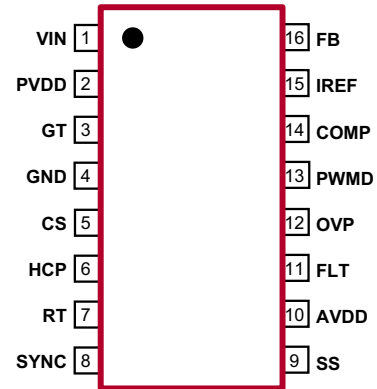 VIN 1 16 FB
PVDD 2 15 IREF
GT 3 14 COMP
GND 4 13 PWMD
CS 5 12 OVP
HCP 6 11 FLT
RT 7 10 AVDD
SYNC 8 9 SS